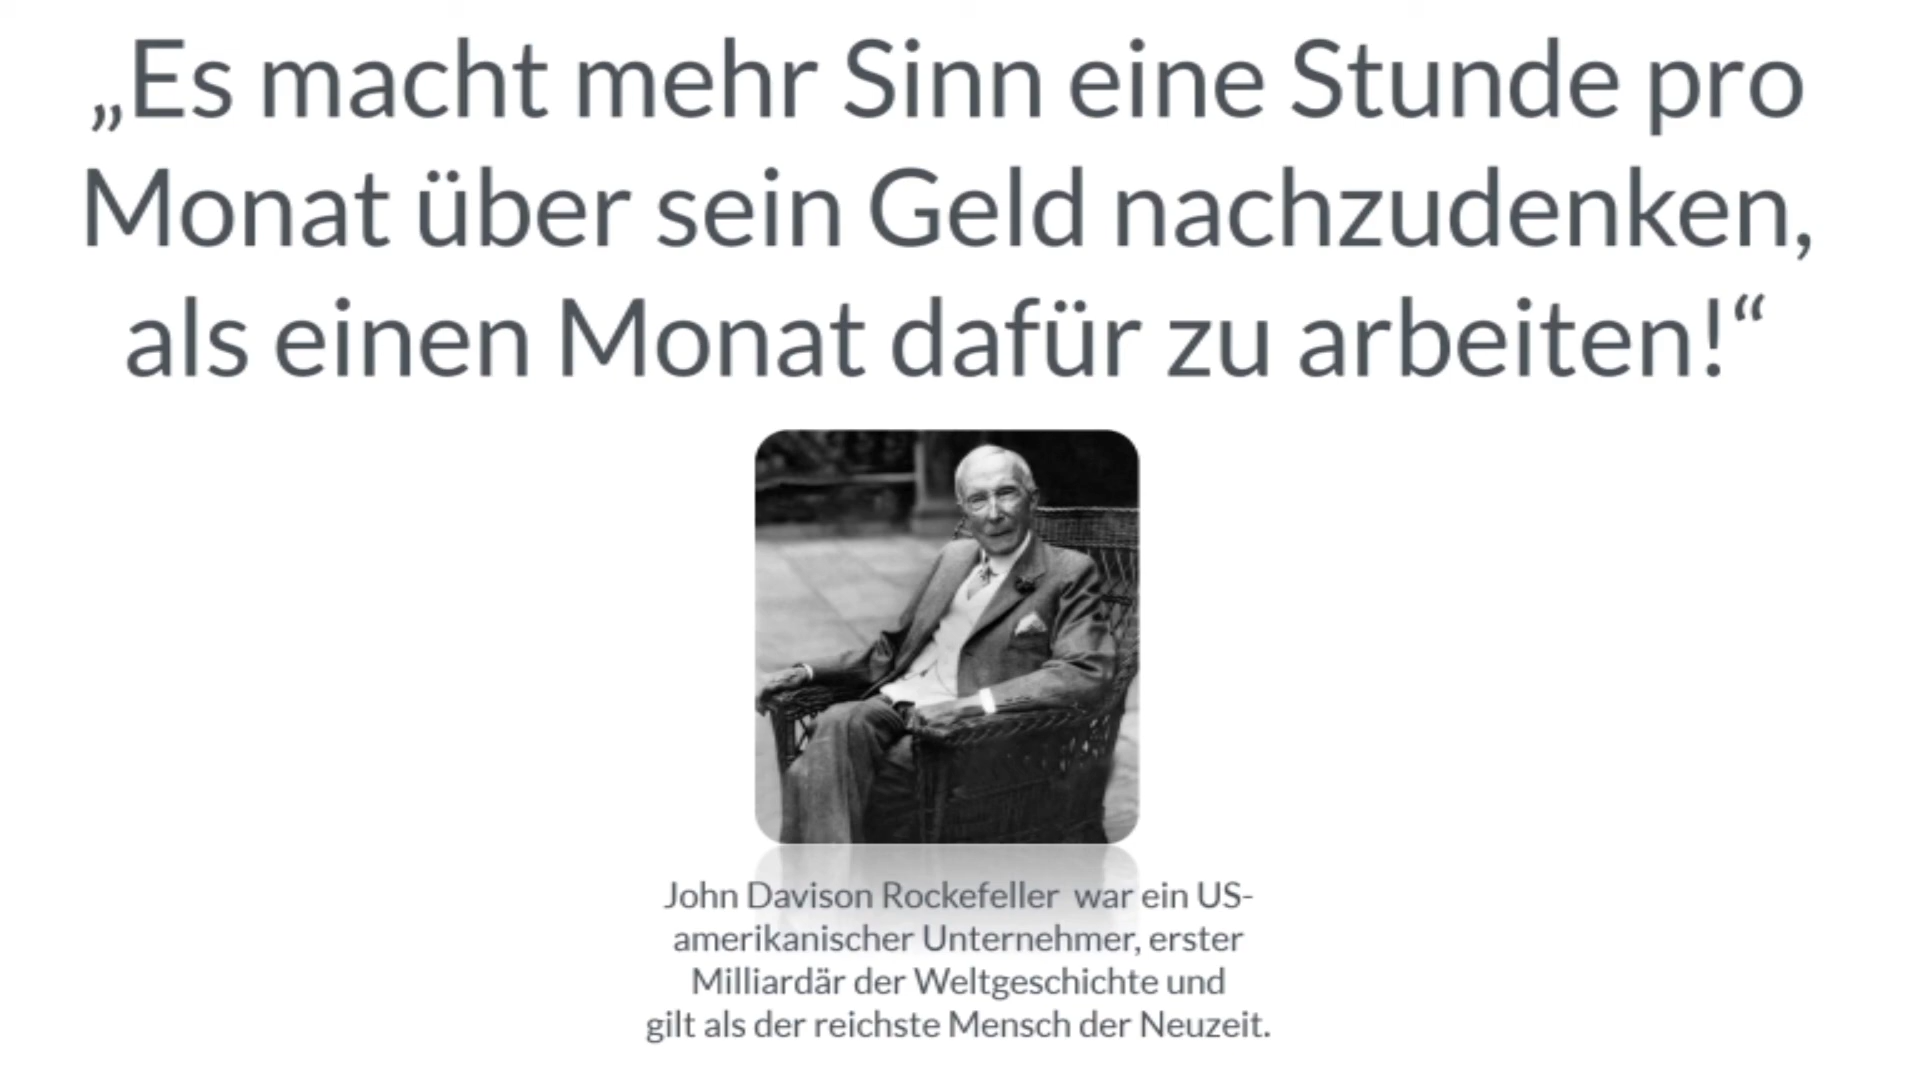 „Es macht mehr Sinn eine Stunde pro
Monat über sein Geld nachzudenken,
als einen Monat dafür zu arbeiten!“
John Davison Rockefeller war ein US-
amerikanischer Unternehmer, erster
Milliardär der Weltgeschichte und
gilt als der reichste Mensch der Neuzeit.